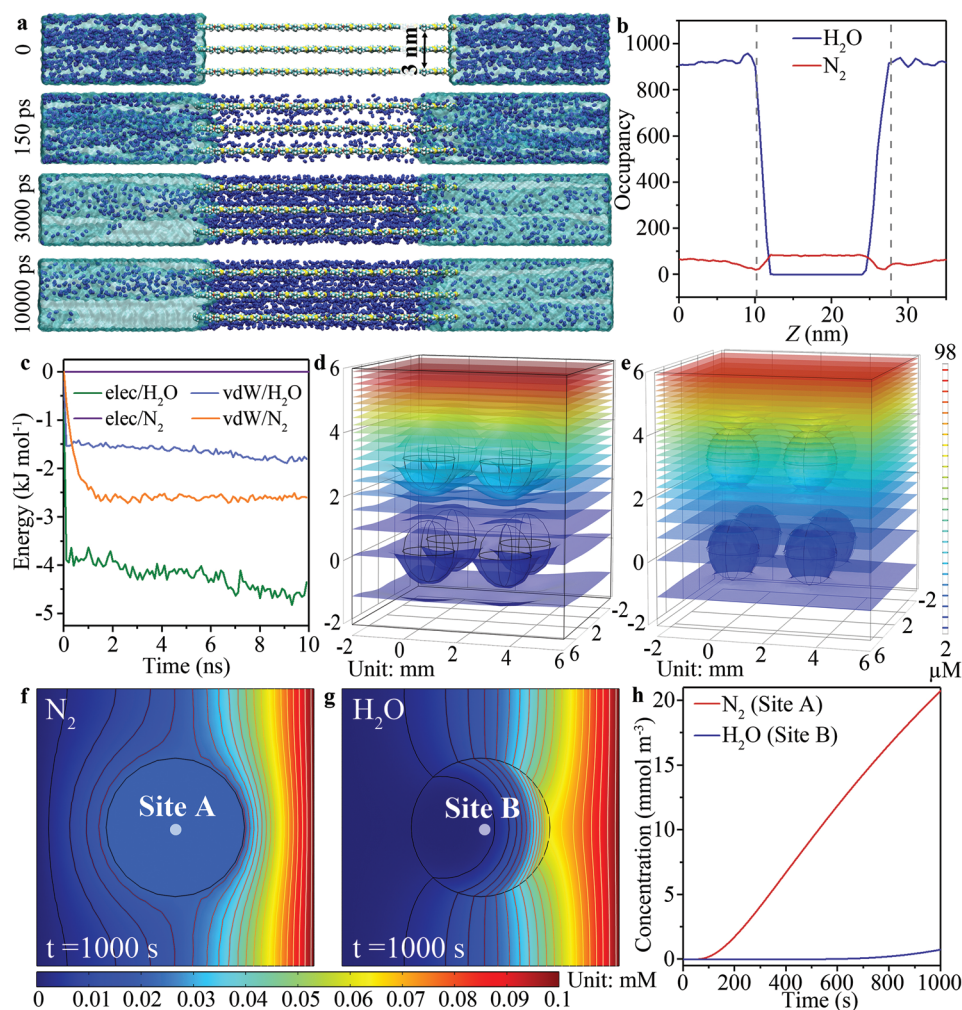 a
0
3 nm
150 ps
3000 ps
10000 ps
b
H₂O
N₂
1000
800
600
400
200
0
Occupancy
0 10 20 30
Z (nm)
c
0
-1
-2
-3
-4
-5
Energy (kJ mol⁻¹)
elec/H₂O vdW/H₂O
elec/N₂ vdW/N₂
0 2 4 6 8 10
Time (ns)
d
6
4
2
0
-2
-2 0 2 4 6
-2
2
6
Unit: mm
e
6
4
2
0
-2
-2 0 2 4 6
-2
2
6
Unit: mm
98
2
µM
f
N₂
Site A
t =1000 s
g
H₂O
Site B
t =1000 s
0 0.01 0.02 0.03 0.04 0.05 0.06 0.07 0.08 0.09 0.1
Unit: mM
h
N₂ (Site A)
H₂O (Site B)
20
15
10
5
0
Concentration (mmol m⁻³)
0 200 400 600 800 1000
Time (s)